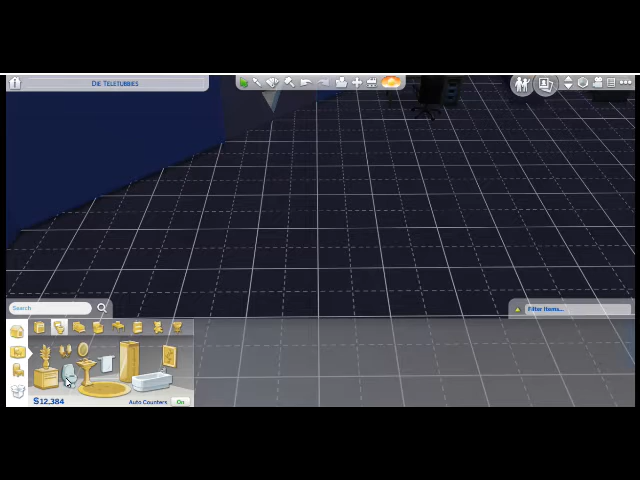 DIE TELETUBBIES
Search
Filter Items...
§12,384
Auto Counters
On